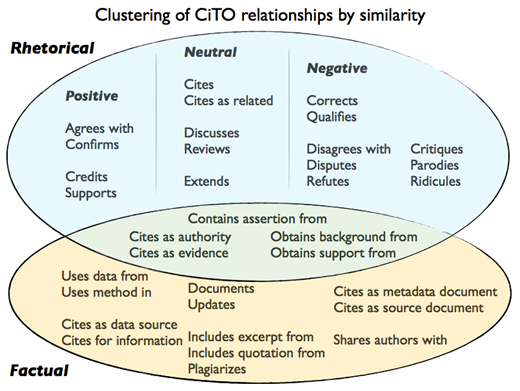 Clustering of CiTO relationships by similarity
Rhetorical
Positive
Agrees with
Confirms
Credits
Supports
Neutral
Cites
Cites as related
Discusses
Reviews
Extends
Negative
Corrects
Qualifies
Disagrees with
Disputes
Refutes
Critiques
Parodies
Ridicules
Contains assertion from
Cites as authority
Cites as evidence
Obtains background from
Obtains support from
Uses data from
Uses method in
Cites as data source
Cites for information
Documents
Updates
Includes excerpt from
Includes quotation from
Plagiarizes
Cites as metadata document
Cites as source document
Shares authors with
Factual